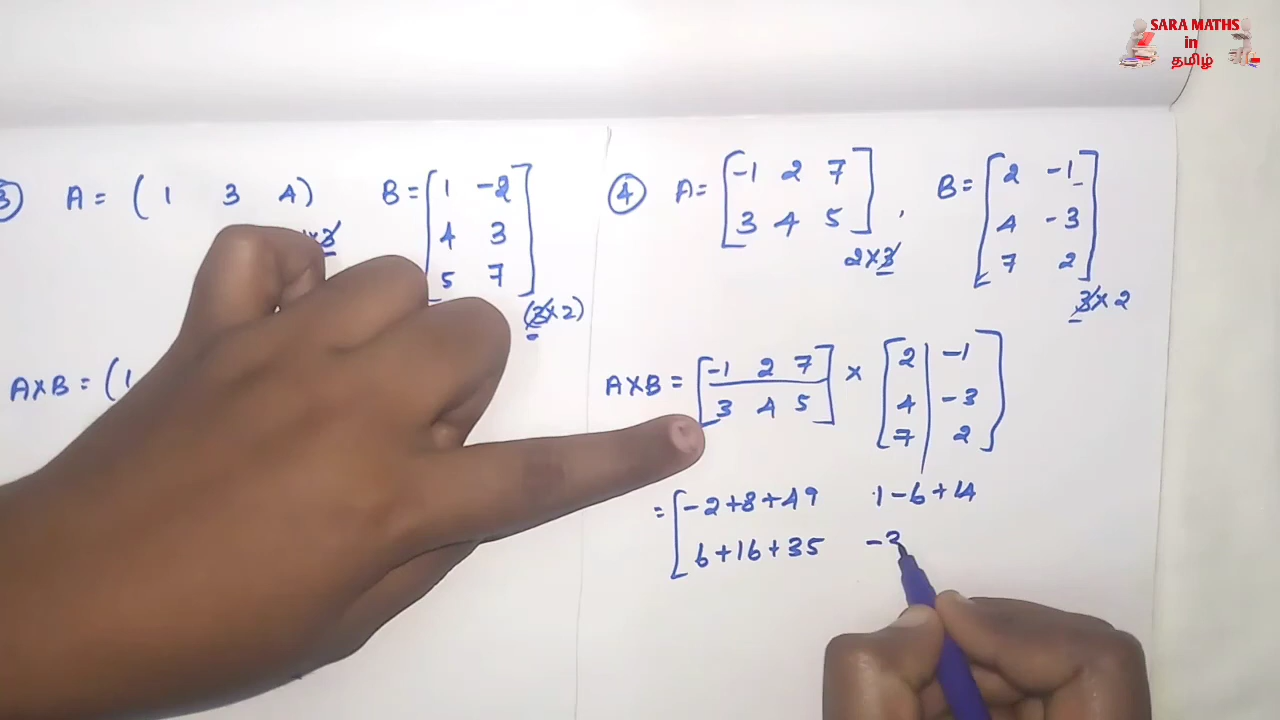 SARA MATHS
in
தமிழ்
A = ( 1 3 4 )
B = [ 1 -2
4 3
5 7 ]
(3×2)
A×B = ( 1
④ A = [ -1 2 7
3 4 5 ] ,
2×3
B = [ 2 -1
4 -3
7 2 ]
3×2
A×B = [ -1 2 7
3 4 5 ] × [ 2 -1
4 -3
7 2 ]
= [ -2+8+49 1-6+14
6+16+35 -3